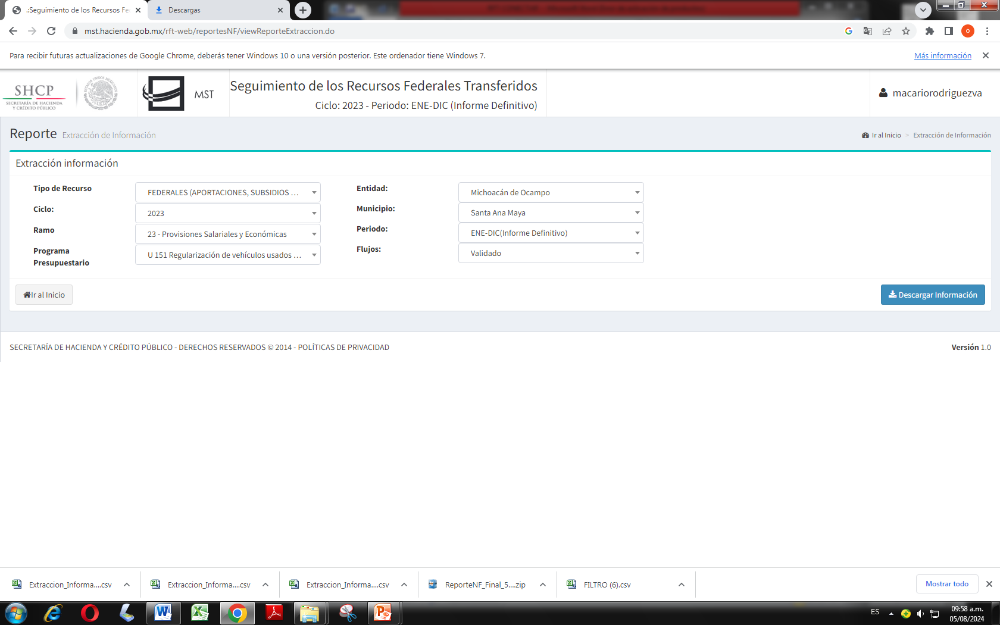 .:Seguimiento de los Recursos Fe
Descargas
mst.hacienda.gob.mx/rft-web/reportesNF/viewReporteExtraccion.do
o
Para recibir futuras actualizaciones de Google Chrome, deberás tener Windows 10 o una versión posterior. Este ordenador tiene Windows 7.
Más información
SHCP
SECRETARÍA DE HACIENDA
Y CRÉDITO PÚBLICO
ESTADOS UNIDOS MEXICANOS
MST
Seguimiento de los Recursos Federales Transferidos
Ciclo: 2023 - Periodo: ENE-DIC (Informe Definitivo)
macariorodriguezva
Reporte Extracción de Información
Ir al Inicio > Extracción de Información
Extracción información
Tipo de Recurso
FEDERALES (APORTACIONES, SUBSIDIOS ...
Entidad:
Michoacán de Ocampo
Ciclo:
2023
Municipio:
Santa Ana Maya
Ramo
23 - Provisiones Salariales y Económicas
Periodo:
ENE-DIC(Informe Definitivo)
Programa
Presupuestario
U 151 Regularización de vehículos usados ...
Flujos:
Validado
Ir al Inicio
Descargar Información
SECRETARÍA DE HACIENDA Y CRÉDITO PÚBLICO - DERECHOS RESERVADOS © 2014 - POLÍTICAS DE PRIVACIDAD
Versión 1.0
Extraccion_Informa....csv
Extraccion_Informa....csv
Extraccion_Informa....csv
ReporteNF_Final_5....zip
FILTRO (6).csv
Mostrar todo
ES
09:58 a.m.
05/08/2024